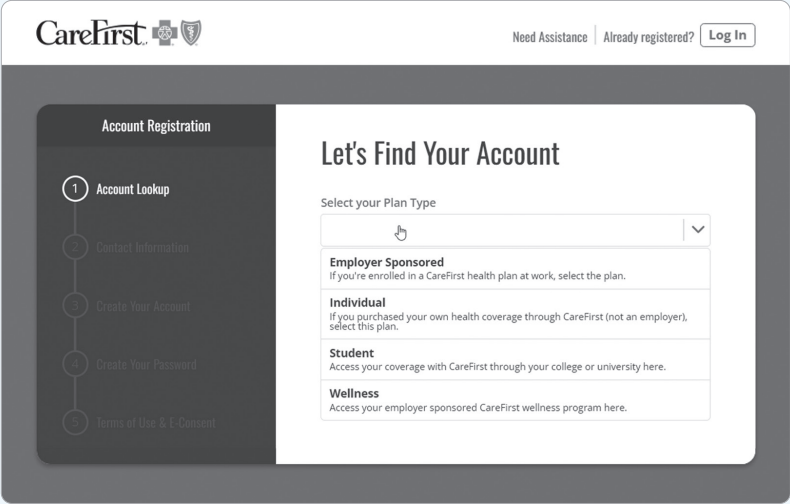 CareFirst
Need Assistance
Already registered?
Log In
Account Registration
1 Account Lookup
2 Contact Information
3 Create Your Account
4 Create Your Password
5 Terms of Use & E-Consent
Let's Find Your Account
Select your Plan Type
Employer Sponsored
If you're enrolled in a CareFirst health plan at work, select the plan.
Individual
If you purchased your own health coverage through CareFirst (not an employer),
select this plan.
Student
Access your coverage with CareFirst through your college or university here.
Wellness
Access your employer sponsored CareFirst wellness program here.